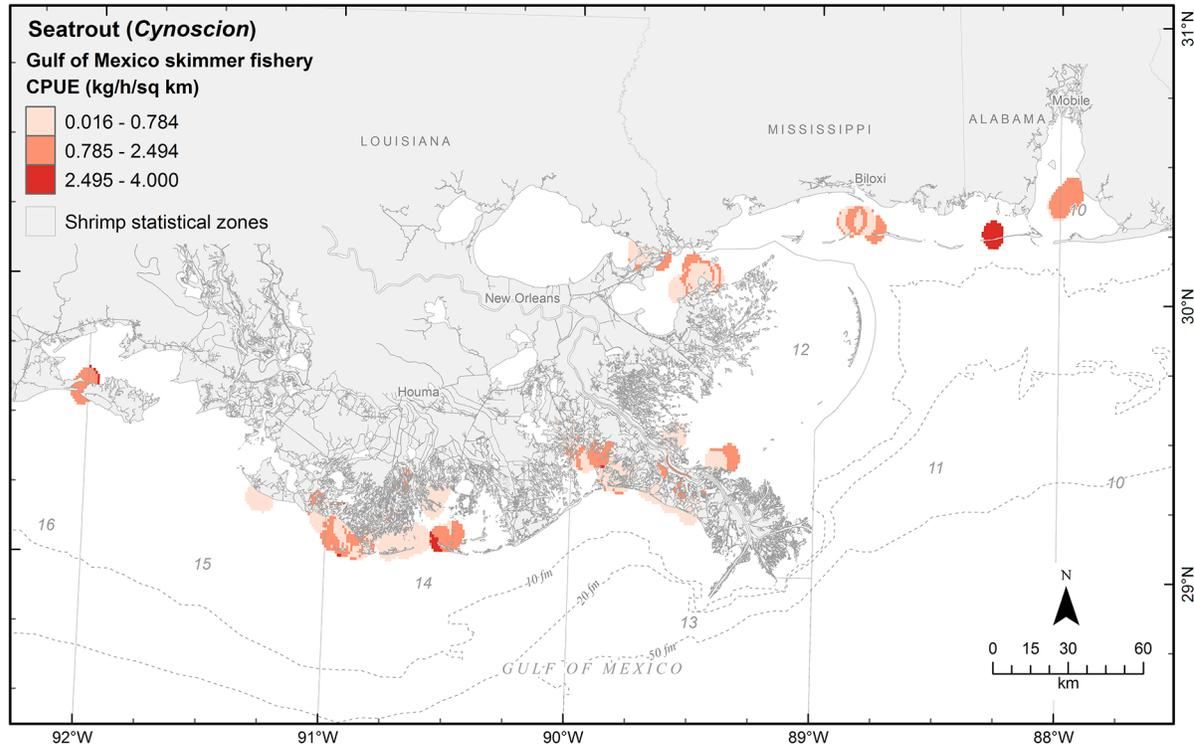 Seatrout (Cynoscion)
Gulf of Mexico skimmer fishery
CPUE (kg/h/sq km)
0.016 - 0.784
0.785 - 2.494
2.495 - 4.000
Shrimp statistical zones
LOUISIANA
MISSISSIPPI
ALABAMA
Mobile
Biloxi
10
New Orleans
Houma
12
11
10
16
15
14
13
10 fm
20 fm
50 fm
GULF OF MEXICO
N
0 15 30 60
km
31°N
30°N
29°N
92°W 91°W 90°W 89°W 88°W